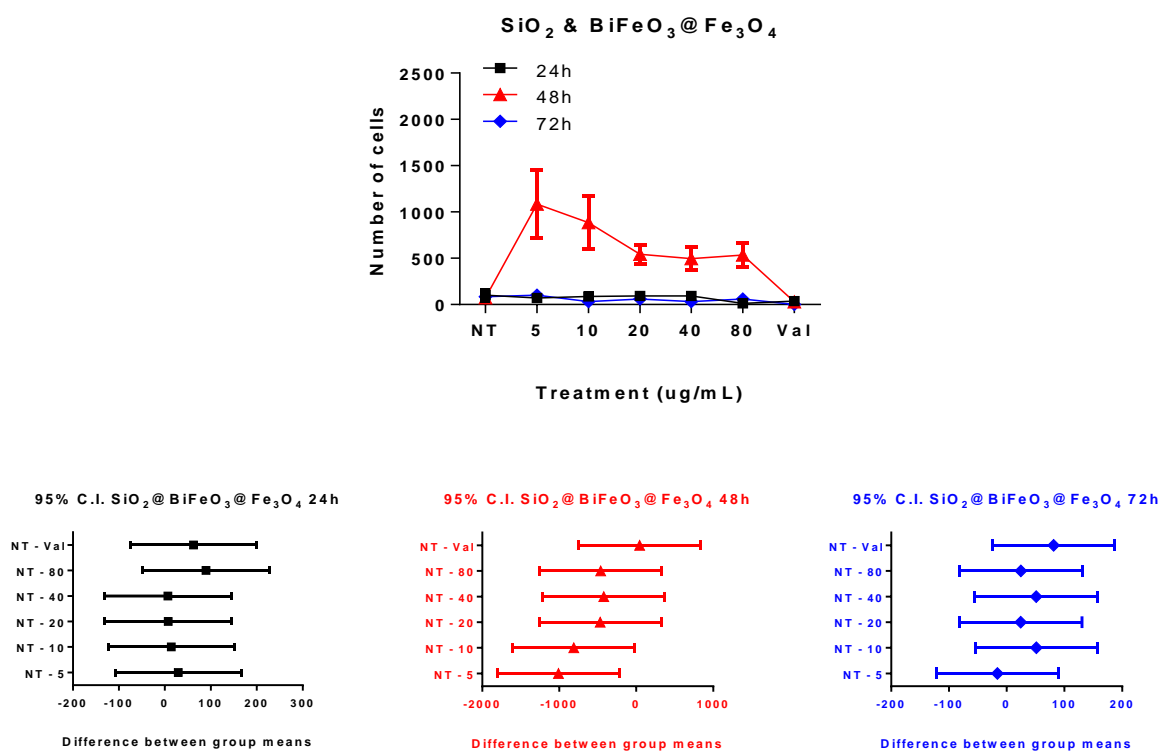 SiO₂ & BiFeO₃@Fe₃O₄
24h
48h
72h
Number of cells
2500
2000
1500
1000
500
0
NT 5 10 20 40 80 Val
Treatment (ug/mL)
95% C.I. SiO₂@BiFeO₃@Fe₃O₄ 24h
NT - Val
NT - 80
NT - 40
NT - 20
NT - 10
NT - 5
-200 -100 0 100 200 300
Difference between group means
95% C.I. SiO₂@BiFeO₃@Fe₃O₄ 48h
NT - Val
NT - 80
NT - 40
NT - 20
NT - 10
NT - 5
-2000 -1000 0 1000
Difference between group means
95% C.I. SiO₂@BiFeO₃@Fe₃O₄ 72h
NT - Val
NT - 80
NT - 40
NT - 20
NT - 10
NT - 5
-200 -100 0 100 200
Difference between group means